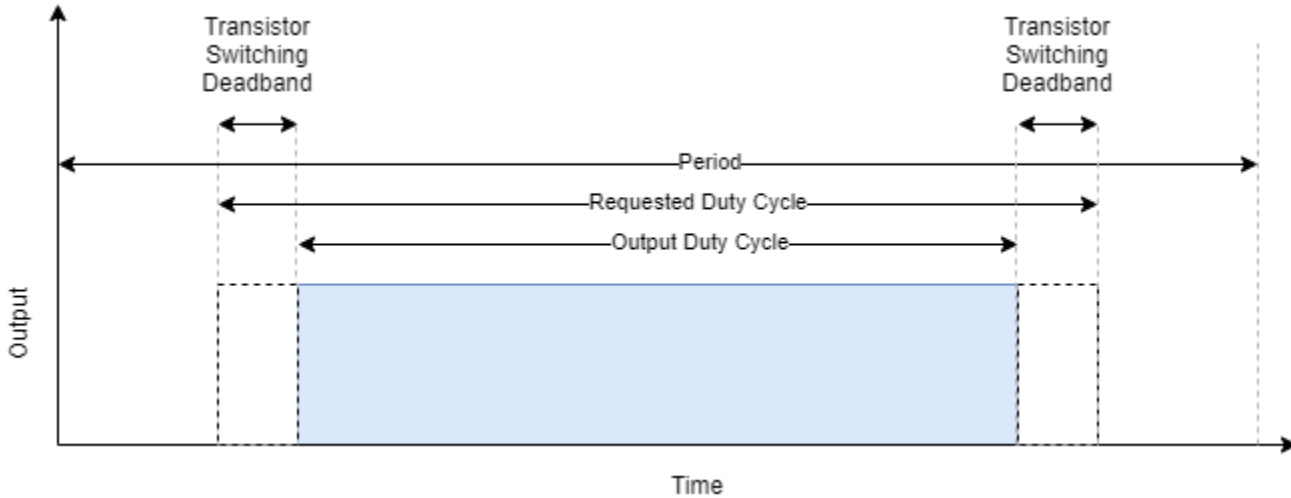 Transistor
Switching
Deadband
Transistor
Switching
Deadband
Period
Requested Duty Cycle
Output Duty Cycle
Output
Time